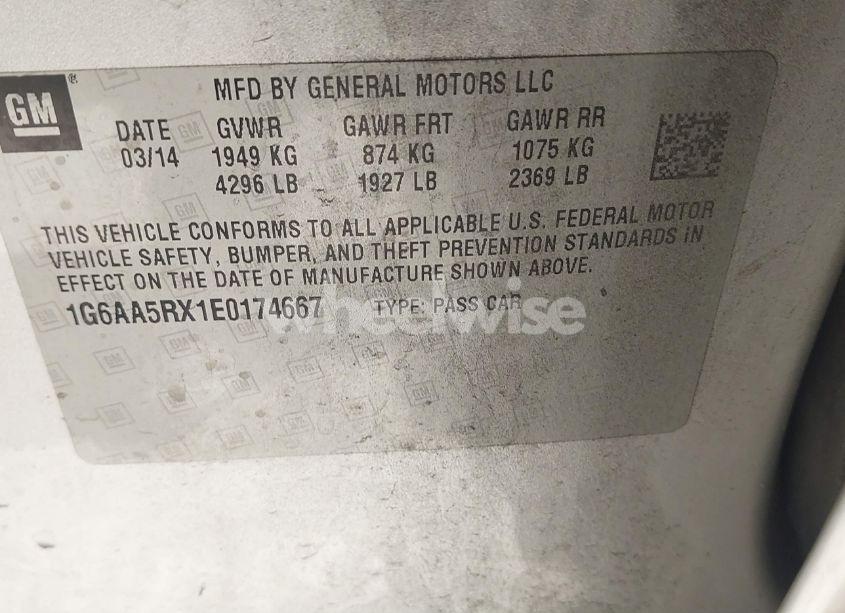 GM®
MFD BY GENERAL MOTORS LLC
DATE GVWR GAWR FRT GAWR RR
03/14 1949 KG 874 KG 1075 KG
4296 LB 1927 LB 2369 LB
THIS VEHICLE CONFORMS TO ALL APPLICABLE U.S. FEDERAL MOTOR
VEHICLE SAFETY, BUMPER, AND THEFT PREVENTION STANDARDS IN
EFFECT ON THE DATE OF MANUFACTURE SHOWN ABOVE.
1G6AA5RX1E0174667 TYPE: PASS CAR
wheelwise